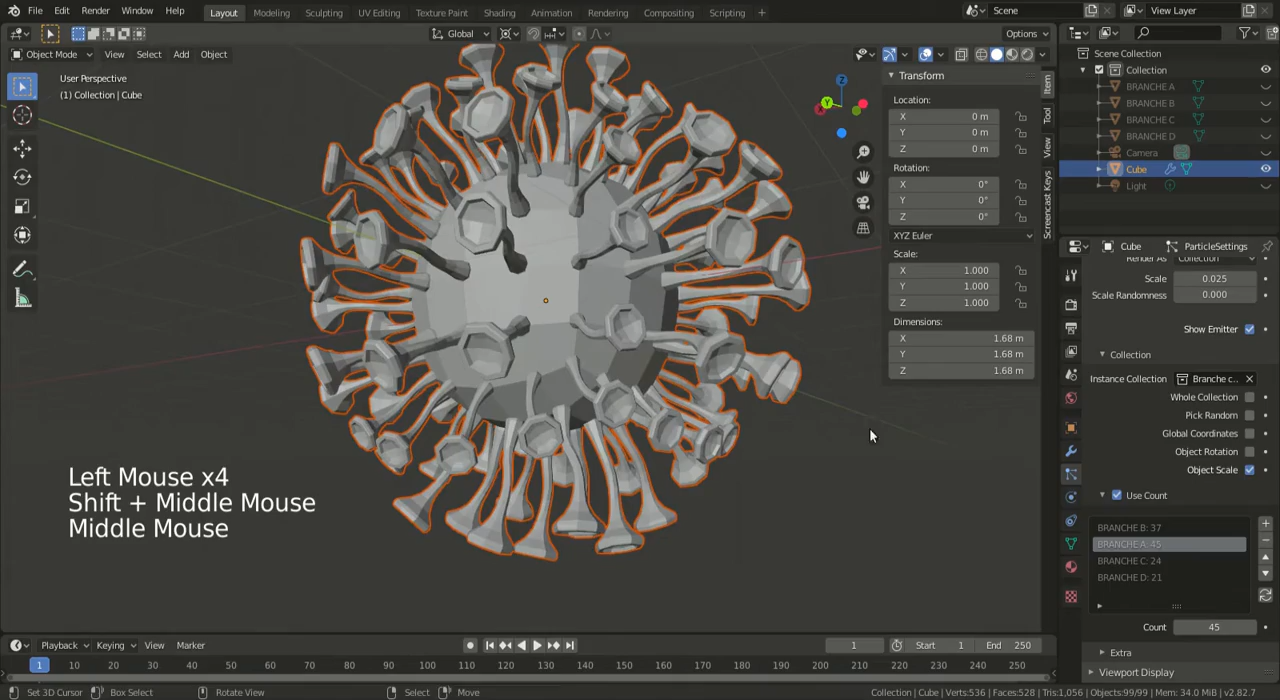 File Edit Render Window Help Layout Modeling Sculpting UV Editing Texture Paint Shading Animation Rendering Compositing Scripting + Scene View Layer
Global Options
Object Mode View Select Add Object
User Perspective
(1) Collection | Cube
Z
Y
Transform
Location:
X 0 m
Y 0 m
Z 0 m
Rotation:
X 0°
Y 0°
Z 0°
XYZ Euler
Scale:
X 1.000
Y 1.000
Z 1.000
Dimensions:
X 1.68 m
Y 1.68 m
Z 1.68 m
Item
Tool
View
Screencast Keys
Scene Collection
Collection
BRANCHE A
BRANCHE B
BRANCHE C
BRANCHE D
Camera
Cube
Light
Cube ParticleSettings
Render As Collection
Scale 0.025
Scale Randomness 0.000
Show Emitter
Collection
Instance Collection Branche c..
Whole Collection
Pick Random
Global Coordinates
Object Rotation
Object Scale
Use Count
BRANCHE B: 37
BRANCHE A: 45
BRANCHE C: 24
BRANCHE D: 21
Count 45
Extra
Viewport Display
Left Mouse x4
Shift + Middle Mouse
Middle Mouse
Playback Keying View Marker 1 Start 1 End 250
1 10 20 30 40 50 60 70 80 90 100 110 120 130 140 150 160 170 180 190 200 210 220 230 240 250
Set 3D Cursor Box Select Rotate View Select Move Collection | Cube | Verts:536 | Faces:528 | Tris:1,056 | Objects:99/99 | Mem: 34.0 MiB | v2.82.7